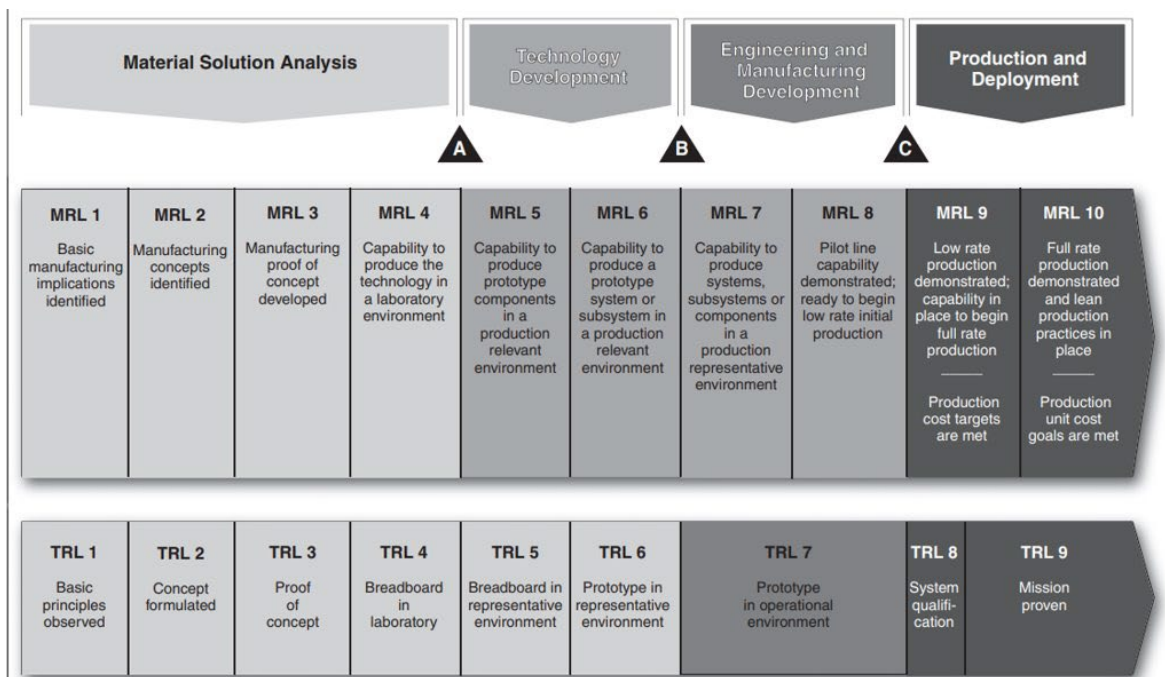 Material Solution Analysis
Technology
Development
Engineering and
Manufacturing
Development
Production and
Deployment
A
B
C
MRL 1
Basic
manufacturing
implications
identified
MRL 2
Manufacturing
concepts
identified
MRL 3
Manufacturing
proof of
concept
developed
MRL 4
Capability to
produce the
technology in
a laboratory
environment
MRL 5
Capability to
produce
prototype
components
in a
production
relevant
environment
MRL 6
Capability to
produce a
prototype
system or
subsystem in
a production
relevant
environment
MRL 7
Capability to
produce
systems,
subsystems or
components
in a
production
representative
environment
MRL 8
Pilot line
capability
demonstrated;
ready to begin
low rate initial
production
MRL 9
Low rate
production
demonstrated;
capability in
place to begin
full rate
production
Production
cost targets
are met
MRL 10
Full rate
production
demonstrated
and lean
production
practices in
place
Production
unit cost
goals are met
TRL 1
Basic
principles
observed
TRL 2
Concept
formulated
TRL 3
Proof
of
concept
TRL 4
Breadboard
in
laboratory
TRL 5
Breadboard in
representative
environment
TRL 6
Prototype in
representative
environment
TRL 7
Prototype
in operational
environment
TRL 8
System
qualifi-
cation
TRL 9
Mission
proven